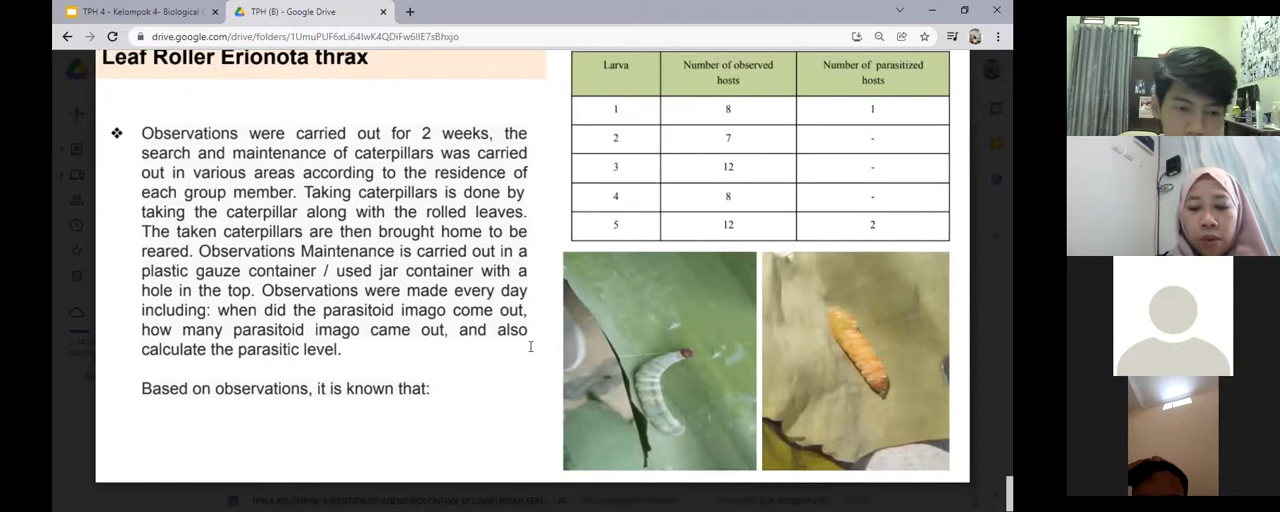 TPH 4 - Kelompok 4- Biological C
TPH (B) - Google Drive
drive.google.com/drive/folders/1UmuPUF6xLi64IwK4QDiFw6IIE7sBhxjo
Leaf Roller Erionota thrax
❖ Observations were carried out for 2 weeks, the
search and maintenance of caterpillars was carried
out in various areas according to the residence of
each group member. Taking caterpillars is done by
taking the caterpillar along with the rolled leaves.
The taken caterpillars are then brought home to be
reared. Observations Maintenance is carried out in a
plastic gauze container / used jar container with a
hole in the top. Observations were made every day
including: when did the parasitoid imago come out,
how many parasitoid imago came out, and also
calculate the parasitic level.
Based on observations, it is known that:
Larva Number of observed hosts Number of parasitized hosts
1 8 1
2 7 -
3 12 -
4 8 -
5 12 2